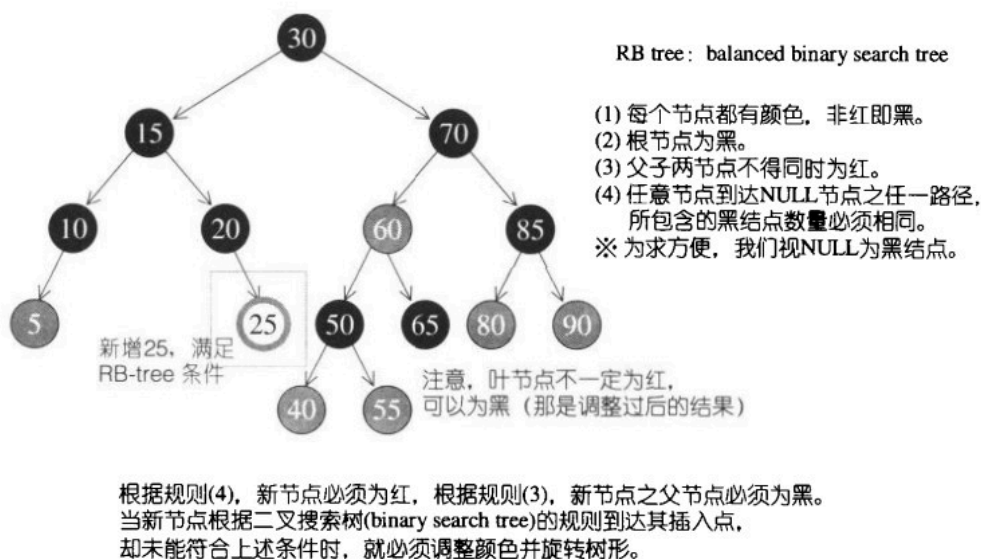 30
RB tree: balanced binary search tree
15
70
(1) 每个节点都有颜色，非红即黑。
(2) 根节点为黑。
(3) 父子两节点不得同时为红。
(4) 任意节点到达NULL节点之任一路径，
所包含的黑结点数量必须相同。
※ 为求方便，我们视NULL为黑结点。
10
20
60
85
5
25
50
65
80
90
新增25，满足
RB-tree 条件
40
55
注意，叶节点不一定为红，
可以为黑（那是调整过后的结果）
根据规则(4)，新节点必须为红，根据规则(3)，新节点之父节点必须为黑。
当新节点根据二叉搜索树(binary search tree)的规则到达其插入点，
却未能符合上述条件时，就必须调整颜色并旋转树形。